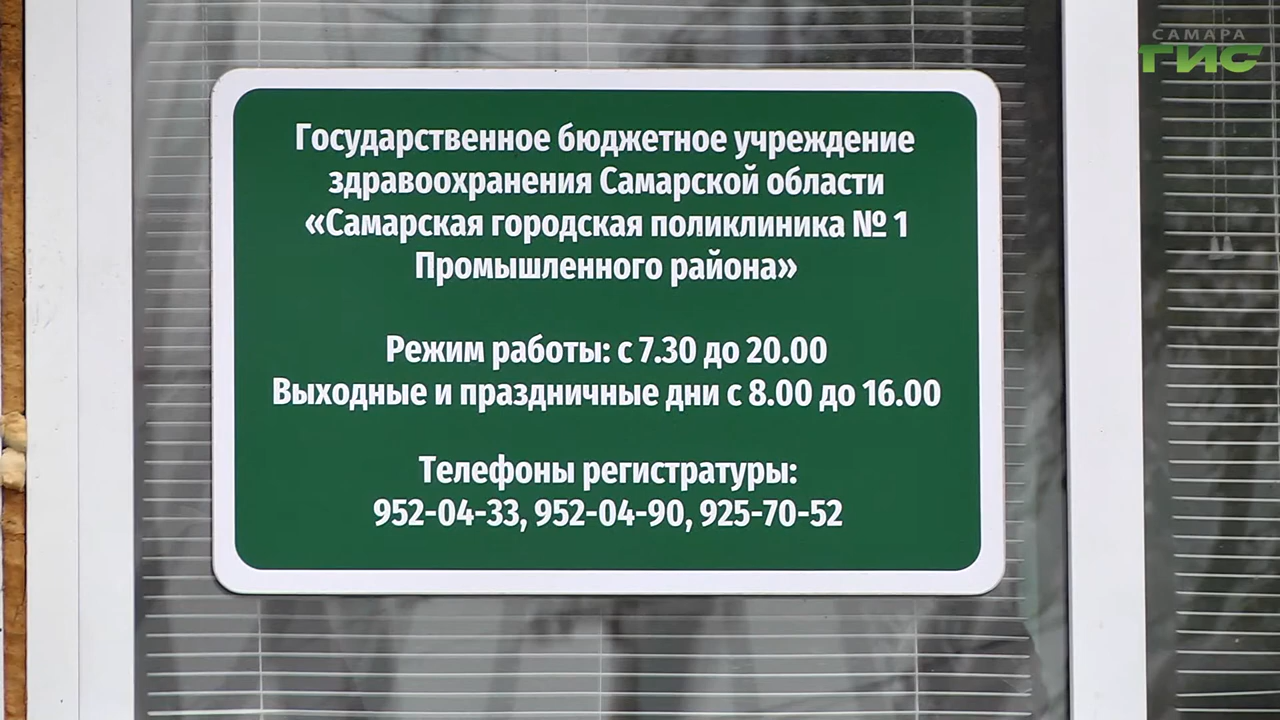 САМАРА
ГИС
Государственное бюджетное учреждение
здравоохранения Самарской области
«Самарская городская поликлиника № 1
Промышленного района»
Режим работы: с 7.30 до 20.00
Выходные и праздничные дни с 8.00 до 16.00
Телефоны регистратуры:
952-04-33, 952-04-90, 925-70-52